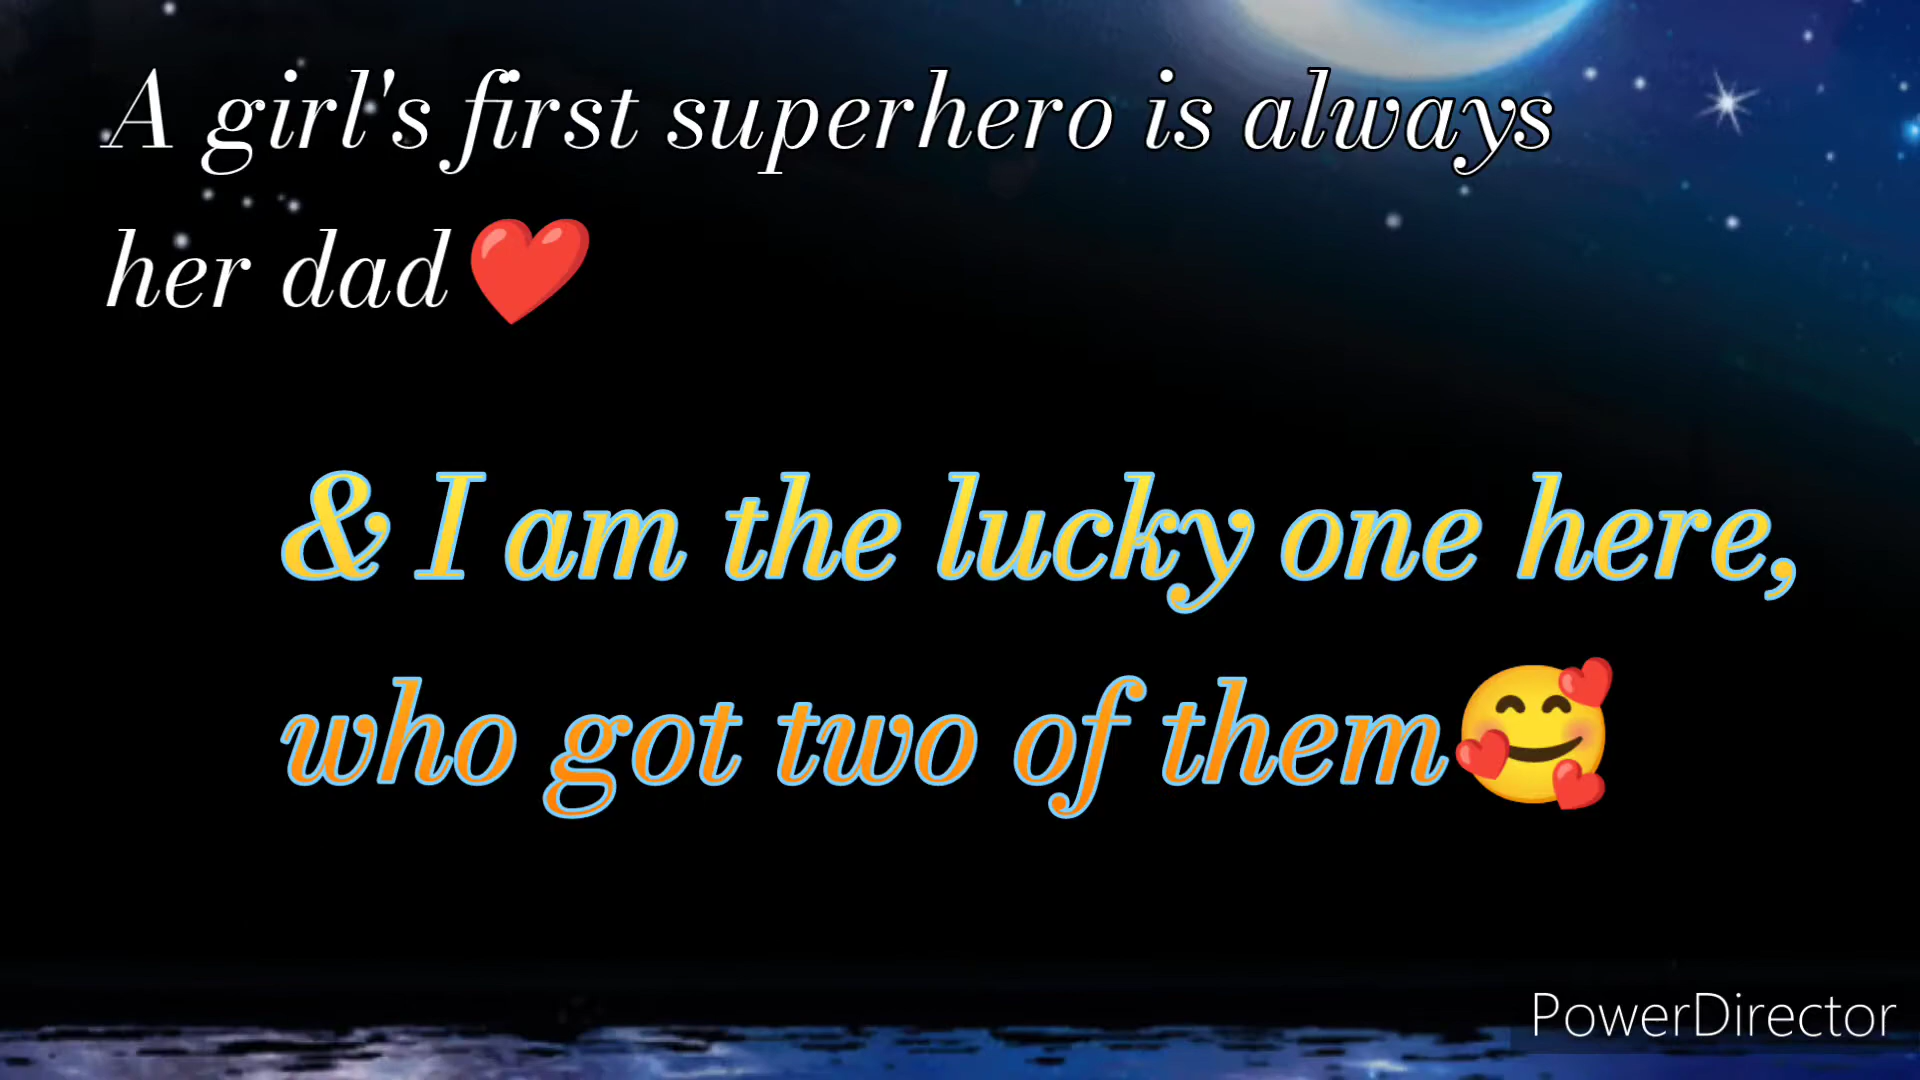 A girl's first superhero is always
her dad❤️
& I am the lucky one here,
who got two of them🥰
PowerDirector